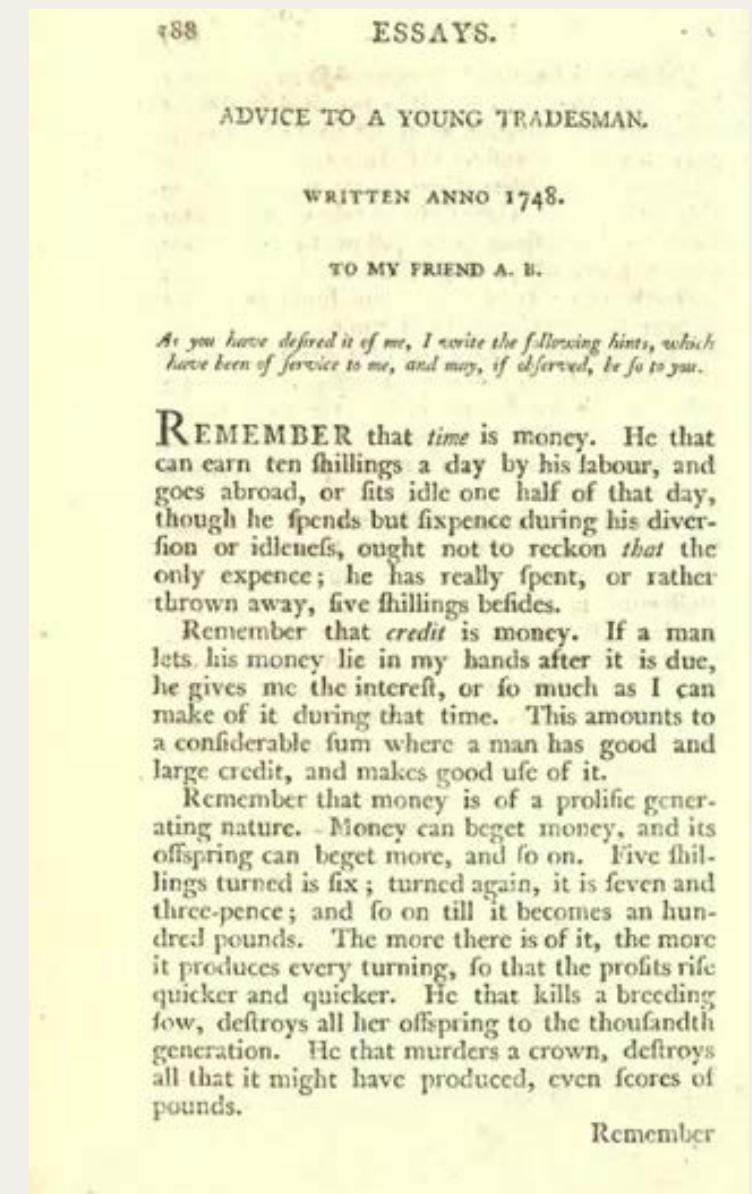 188 ESSAYS.
ADVICE TO A YOUNG TRADESMAN.
WRITTEN ANNO 1748.
TO MY FRIEND A. B.
As you have deſired it of me, I write the following hints, which
have been of ſervice to me, and may, if obſerved, be ſo to you.
REMEMBER that time is money. He that
can earn ten ſhillings a day by his labour, and
goes abroad, or ſits idle one half of that day,
though he ſpends but ſixpence during his diver-
ſion or idleneſs, ought not to reckon that the
only expence; he has really ſpent, or rather
thrown away, five ſhillings beſides.
Remember that credit is money. If a man
lets his money lie in my hands after it is due,
he gives me the intereſt, or ſo much as I can
make of it during that time. This amounts to
a conſiderable ſum where a man has good and
large credit, and makes good uſe of it.
Remember that money is of a prolific gener-
ating nature. Money can beget money, and its
offspring can beget more, and ſo on. Five ſhil-
lings turned is ſix; turned again, it is ſeven and
three-pence; and ſo on till it becomes an hun-
dred pounds. The more there is of it, the more
it produces every turning, ſo that the profits riſe
quicker and quicker. He that kills a breeding
ſow, deſtroys all her offspring to the thouſandth
generation. He that murders a crown, deſtroys
all that it might have produced, even ſcores of
pounds.
Remember